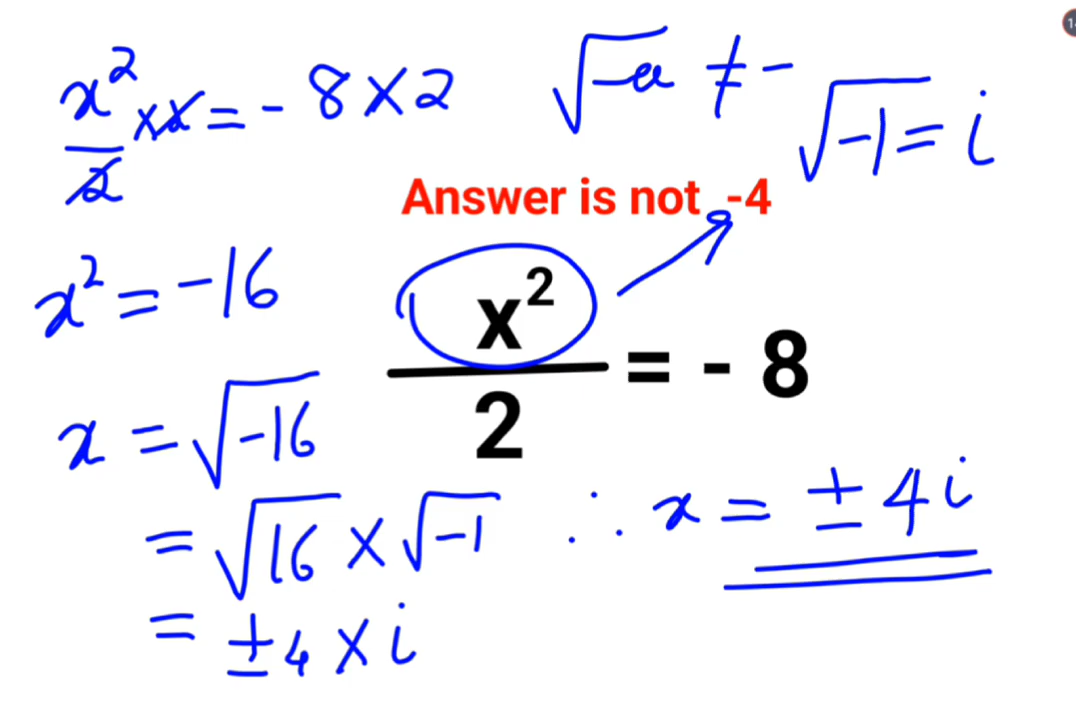 x²/2 x2 = - 8 x 2
√-a ≠ -
√-1 = i
Answer is not -4
x² = -16
x²/2 = - 8
x = √-16
= √16 x √-1
= ±4 x i
∴ x = ±4i